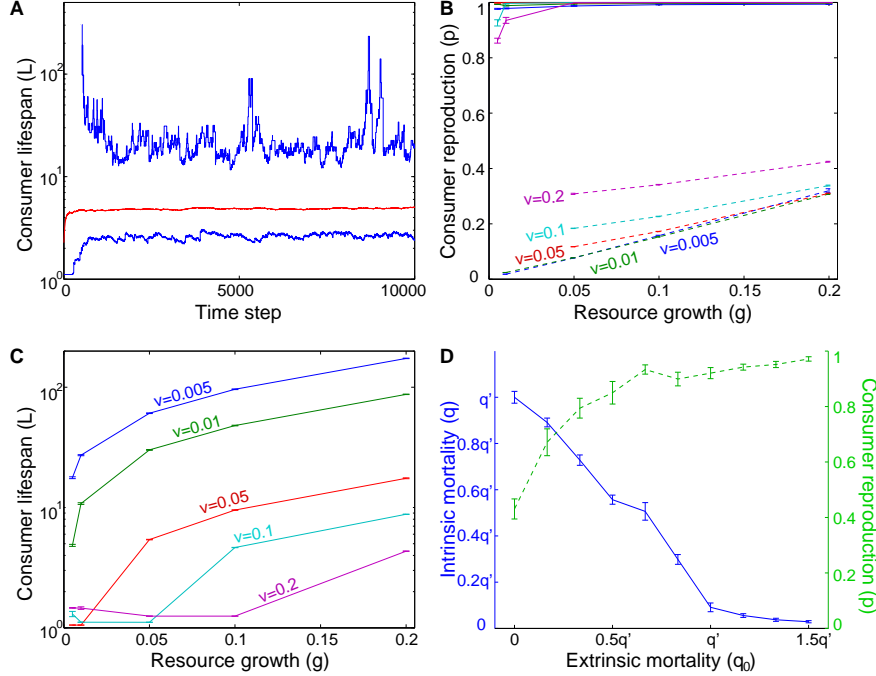 A
Consumer lifespan (L)
10^2
10^1
10^0
0
5000
10000
Time step
B
Consumer reproduction (p)
1
0.8
0.6
0.4
0.2
0
v=0.2
v=0.1
v=0.05
v=0.01
v=0.005
0
0.05
0.1
0.15
0.2
Resource growth (g)
C
Consumer lifespan (L)
10^2
10^1
10^0
v=0.005
v=0.01
v=0.05
v=0.1
v=0.2
0
0.05
0.1
0.15
0.2
Resource growth (g)
D
Intrinsic mortality (q)
q'
0.8q'
0.6q'
0.4q'
0.2q'
0
0
0.5q'
q'
1.5q'
Extrinsic mortality (q_0)
1
0.8
0.6
0.4
0.2
0
Consumer reproduction (p)